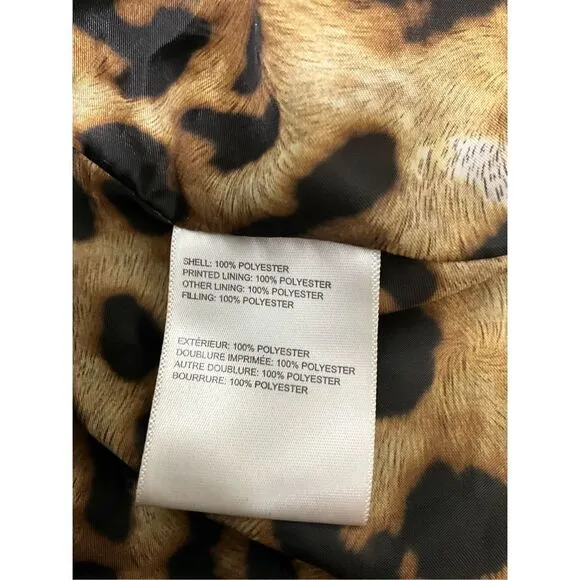 SHELL: 100% POLYESTER
PRINTED LINING: 100% POLYESTER
OTHER LINING: 100% POLYESTER
FILLING: 100% POLYESTER
EXTÉRIEUR: 100% POLYESTER
DOUBLURE IMPRIMÉE: 100% POLYESTER
AUTRE DOUBLURE: 100% POLYESTER
BOURRURE: 100% POLYESTER